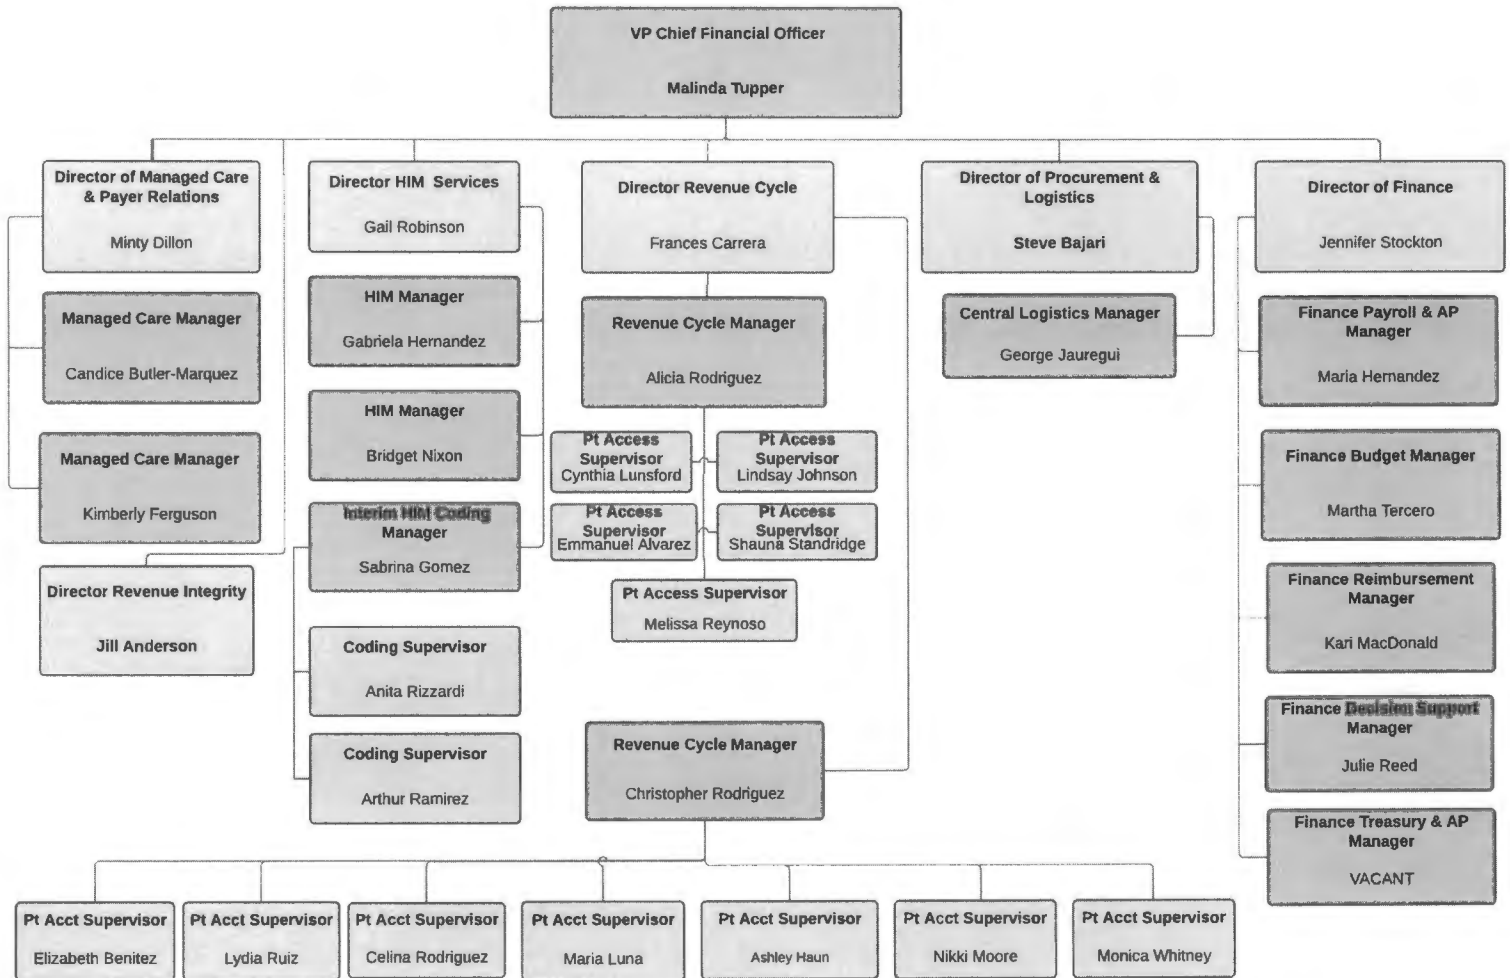 VP Chief Financial Officer
Malinda Tupper
Director of Managed Care
& Payer Relations
Minty Dillon
Managed Care Manager
Candice Butler-Marquez
Managed Care Manager
Kimberly Ferguson
Director Revenue Integrity
Jill Anderson
Director HIM Services
Gail Robinson
HIM Manager
Gabriela Hernandez
HIM Manager
Bridget Nixon
Interim HIM Coding
Manager
Sabrina Gomez
Coding Supervisor
Anita Rizzardi
Coding Supervisor
Arthur Ramirez
Director Revenue Cycle
Frances Carrera
Revenue Cycle Manager
Alicia Rodriguez
Pt Access
Supervisor
Cynthia Lunsford
Pt Access
Supervisor
Lindsay Johnson
Pt Access
Supervisor
Emmanuel Alvarez
Pt Access
Supervisor
Shauna Standridge
Pt Access Supervisor
Melissa Reynoso
Revenue Cycle Manager
Christopher Rodriguez
Pt Acct Supervisor
Elizabeth Benitez
Pt Acct Supervisor
Lydia Ruiz
Pt Acct Supervisor
Celina Rodriguez
Pt Acct Supervisor
Maria Luna
Pt Acct Supervisor
Ashley Haun
Pt Acct Supervisor
Nikki Moore
Pt Acct Supervisor
Monica Whitney
Director of Procurement &
Logistics
Steve Bajari
Central Logistics Manager
George Jauregui
Director of Finance
Jennifer Stockton
Finance Payroll & AP
Manager
Maria Hernandez
Finance Budget Manager
Martha Tercero
Finance Reimbursement
Manager
Kari MacDonald
Finance Decision Support
Manager
Julie Reed
Finance Treasury & AP
Manager
VACANT